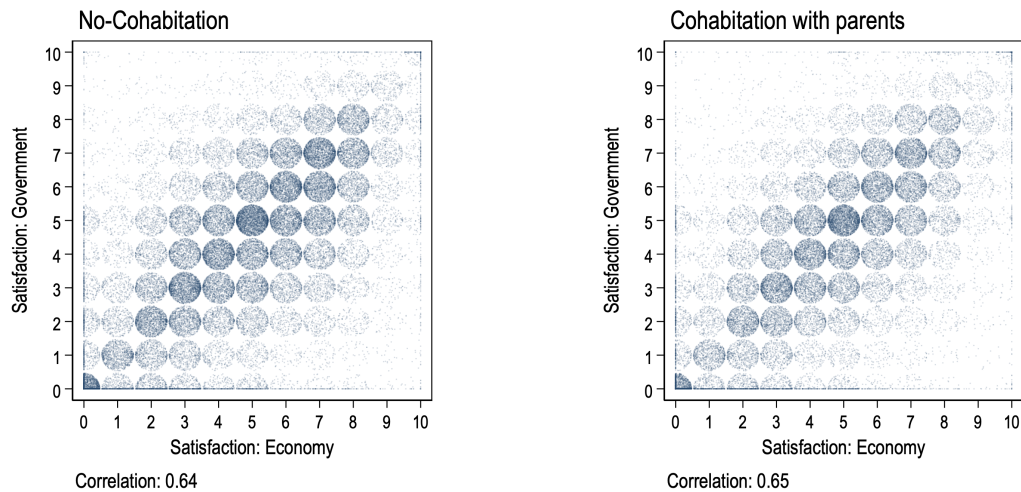 No-Cohabitation
Satisfaction: Government
10
9
8
7
6
5
4
3
2
1
0
0 1 2 3 4 5 6 7 8 9 10
Satisfaction: Economy
Correlation: 0.64
Cohabitation with parents
Satisfaction: Government
10
9
8
7
6
5
4
3
2
1
0
0 1 2 3 4 5 6 7 8 9 10
Satisfaction: Economy
Correlation: 0.65